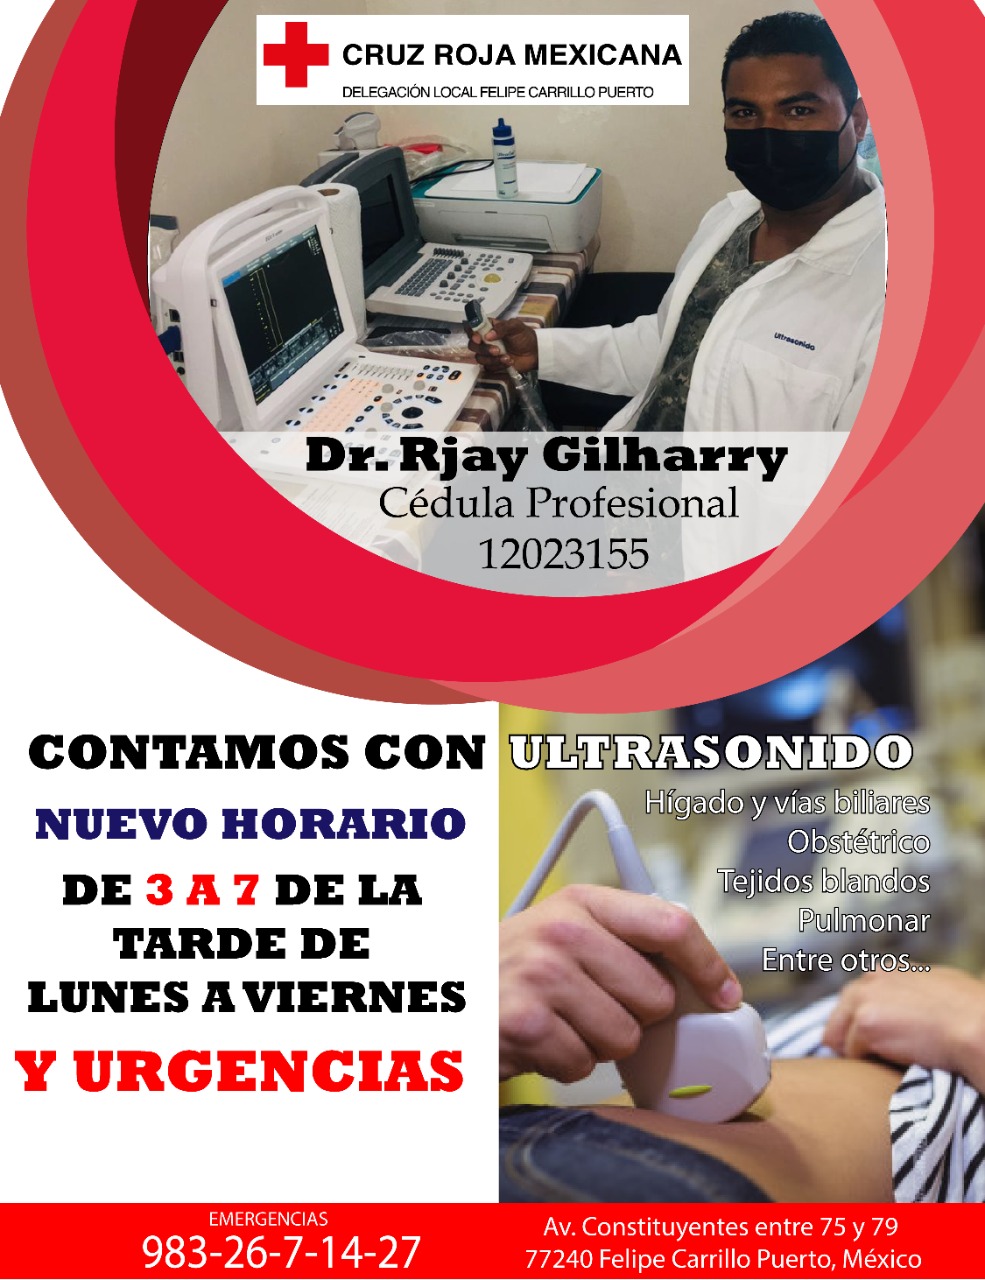 CRUZ ROJA MEXICANA
DELEGACIÓN LOCAL FELIPE CARRILLO PUERTO
Ultrasonido
Dr. Rjay Gilharry
Cédula Profesional
12023155
CONTAMOS CON ULTRASONIDO
NUEVO HORARIO
DE 3 A 7 DE LA
TARDE DE
LUNES A VIERNES
Y URGENCIAS
Hígado y vías biliares
Obstétrico
Tejidos blandos
Pulmonar
Entre otros...
EMERGENCIAS
983-26-7-14-27
Av. Constituyentes entre 75 y 79
77240 Felipe Carrillo Puerto, México